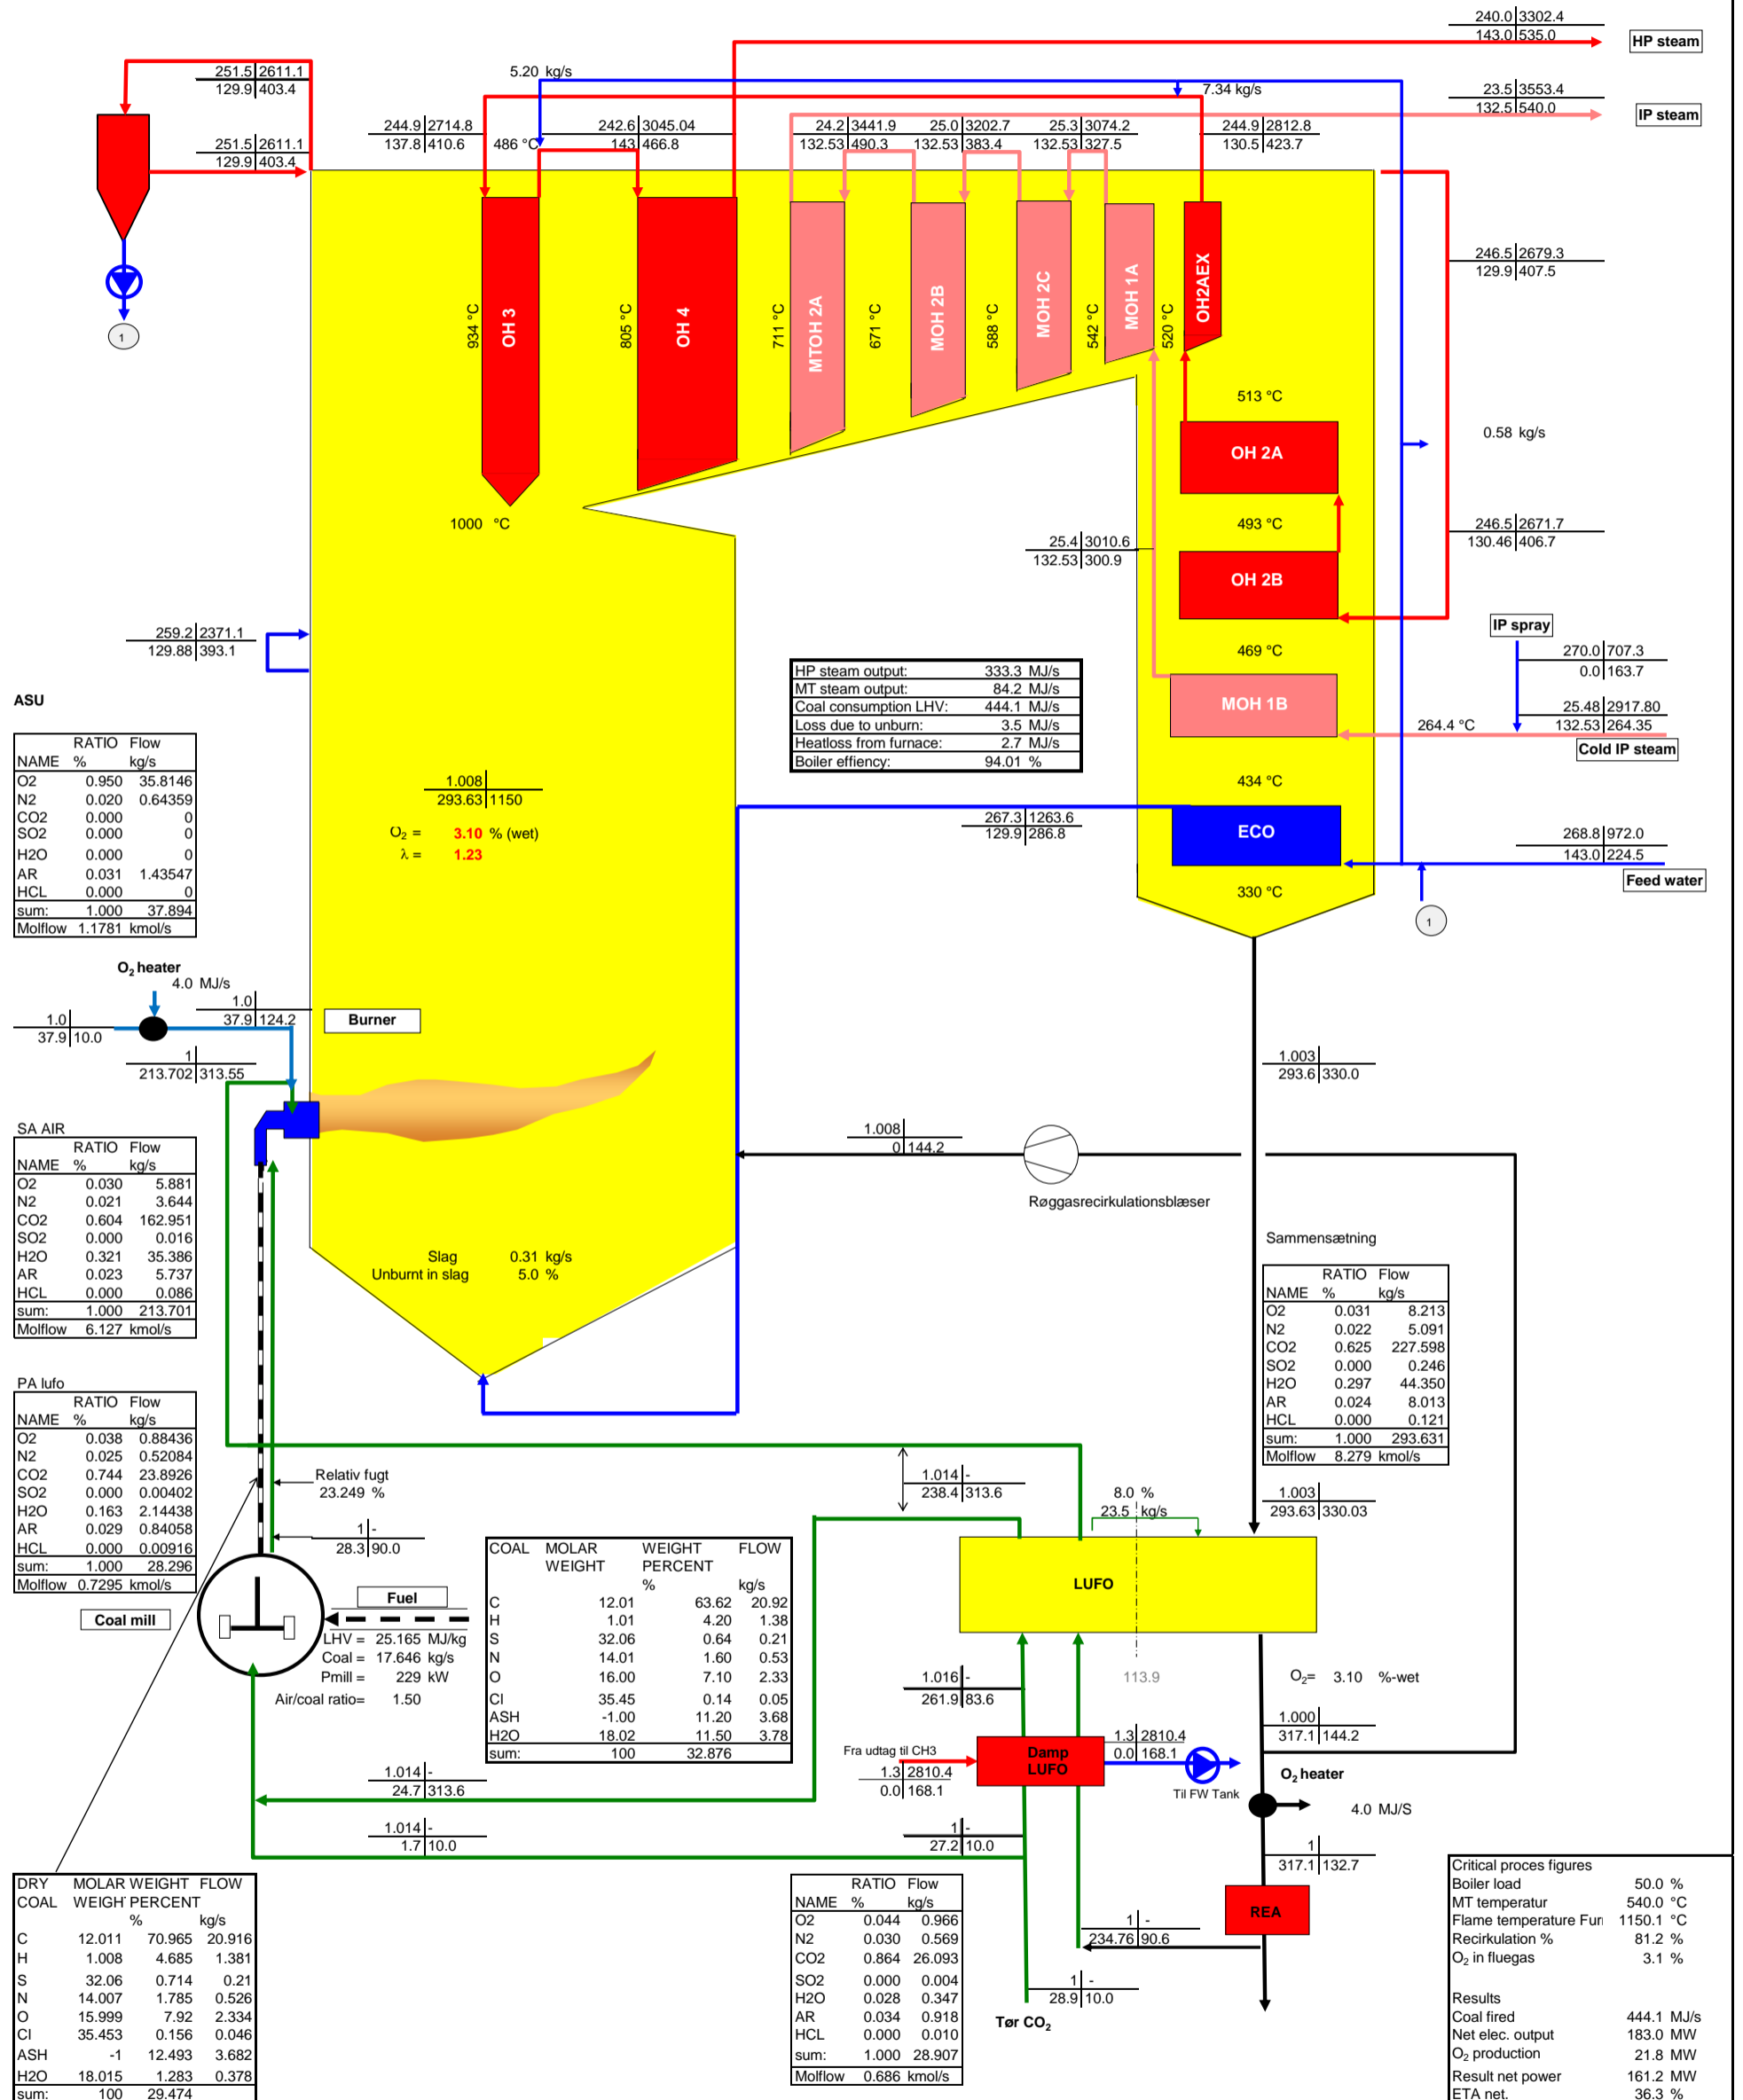 240.0 3302.4
143.0 535.0
HP steam
251.5 2611.1
129.9 403.4
5.20 kg/s
7.34 kg/s
23.5 3553.4
132.5 540.0
IP steam
244.9 2714.8
137.8 410.6
486 °C
242.6 3045.04
143 466.8
24.2 3441.9
132.53 490.3
25.0 3202.7
132.53 383.4
25.3 3074.2
132.53 327.5
244.9 2812.8
130.5 423.7
251.5 2611.1
129.9 403.4
246.5 2679.3
129.9 407.5
934 °C
OH 3
805 °C
OH 4
711 °C
MTOH 2A
671 °C
MOH 2B
588 °C
MOH 2C
542 °C
MOH 1A
520 °C
OH2AEX
1
513 °C
0.58 kg/s
OH 2A
1000 °C
493 °C
246.5 2671.7
130.46 406.7
25.4 3010.6
132.53 300.9
OH 2B
259.2 2371.1
129.88 393.1
IP spray
469 °C
270.0 707.3
0.0 163.7
HP steam output: 333.3 MJ/s
MT steam output: 84.2 MJ/s
Coal consumption LHV: 444.1 MJ/s
Loss due to unburn: 3.5 MJ/s
Heatloss from furnace: 2.7 MJ/s
Boiler effiency: 94.01 %
MOH 1B
25.48 2917.80
264.4 °C
132.53 264.35
Cold IP steam
ASU
RATIO Flow
NAME % kg/s
O2 0.950 35.8146
N2 0.020 0.64359
CO2 0.000 0
SO2 0.000 0
H2O 0.000 0
AR 0.031 1.43547
HCL 0.000 0
sum: 1.000 37.894
Molflow 1.1781 kmol/s
1.008
293.63 1150
O2 = 3.10 % (wet)
λ = 1.23
434 °C
267.3 1263.6
129.9 286.8
ECO
268.8 972.0
143.0 224.5
Feed water
330 °C
1
O2 heater
4.0 MJ/s
1.0
37.9 124.2
1.0
37.9 10.0
Burner
1
213.702 313.55
1.003
293.6 330.0
SA AIR
RATIO Flow
NAME % kg/s
O2 0.030 5.881
N2 0.021 3.644
CO2 0.604 162.951
SO2 0.000 0.016
H2O 0.321 35.386
AR 0.023 5.737
HCL 0.000 0.086
sum: 1.000 213.701
Molflow 6.127 kmol/s
1.008
0 144.2
Røggasrecirkulationsblæser
Slag 0.31 kg/s
Unburnt in slag 5.0 %
Sammensætning
RATIO Flow
NAME % kg/s
O2 0.031 8.213
N2 0.022 5.091
CO2 0.625 227.598
SO2 0.000 0.246
H2O 0.297 44.350
AR 0.024 8.013
HCL 0.000 0.121
sum: 1.000 293.631
Molflow 8.279 kmol/s
PA lufo
RATIO Flow
NAME % kg/s
O2 0.038 0.88436
N2 0.025 0.52084
CO2 0.744 23.8926
SO2 0.000 0.00402
H2O 0.163 2.14438
AR 0.029 0.84058
HCL 0.000 0.00916
sum: 1.000 28.296
Molflow 0.7295 kmol/s
Relativ fugt
23.249 %
1 -
28.3 90.0
1.014 -
238.4 313.6
8.0 %
23.5 kg/s
1.003
293.63 330.03
LUFO
Coal mill
Fuel
LHV = 25.165 MJ/kg
Coal = 17.646 kg/s
Pmill = 229 kW
Air/coal ratio= 1.50
COAL MOLAR WEIGHT FLOW
WEIGHT PERCENT
% kg/s
C 12.01 63.62 20.92
H 1.01 4.20 1.38
S 32.06 0.64 0.21
N 14.01 1.60 0.53
O 16.00 7.10 2.33
Cl 35.45 0.14 0.05
ASH -1.00 11.20 3.68
H2O 18.02 11.50 3.78
sum: 100 32.876
1.016 -
261.9 83.6
113.9
O2= 3.10 %-wet
1.000
317.1 144.2
Fra udtag til CH3
1.3 2810.4
0.0 168.1
Damp
LUFO
1.3 2810.4
0.0 168.1
Til FW Tank
O2 heater
4.0 MJ/S
1.014 -
24.7 313.6
1.014 -
1.7 10.0
1 -
27.2 10.0
1
317.1 132.7
REA
1 -
234.76 90.6
1 -
28.9 10.0
Tør CO2
DRY MOLAR WEIGHT FLOW
COAL WEIGH PERCENT
% kg/s
C 12.011 70.965 20.916
H 1.008 4.685 1.381
S 32.06 0.714 0.21
N 14.007 1.785 0.526
O 15.999 7.92 2.334
Cl 35.453 0.156 0.046
ASH -1 12.493 3.682
H2O 18.015 1.283 0.378
sum: 100 29.474
RATIO Flow
NAME % kg/s
O2 0.044 0.966
N2 0.030 0.569
CO2 0.864 26.093
SO2 0.000 0.004
H2O 0.028 0.347
AR 0.034 0.918
HCL 0.000 0.010
sum: 1.000 28.907
Molflow 0.686 kmol/s
Critical proces figures
Boiler load 50.0 %
MT temperatur 540.0 °C
Flame temperature Fur 1150.1 °C
Recirkulation % 81.2 %
O2 in fluegas 3.1 %
Results
Coal fired 444.1 MJ/s
Net elec. output 183.0 MW
O2 production 21.8 MW
Result net power 161.2 MW
ETA net. 36.3 %